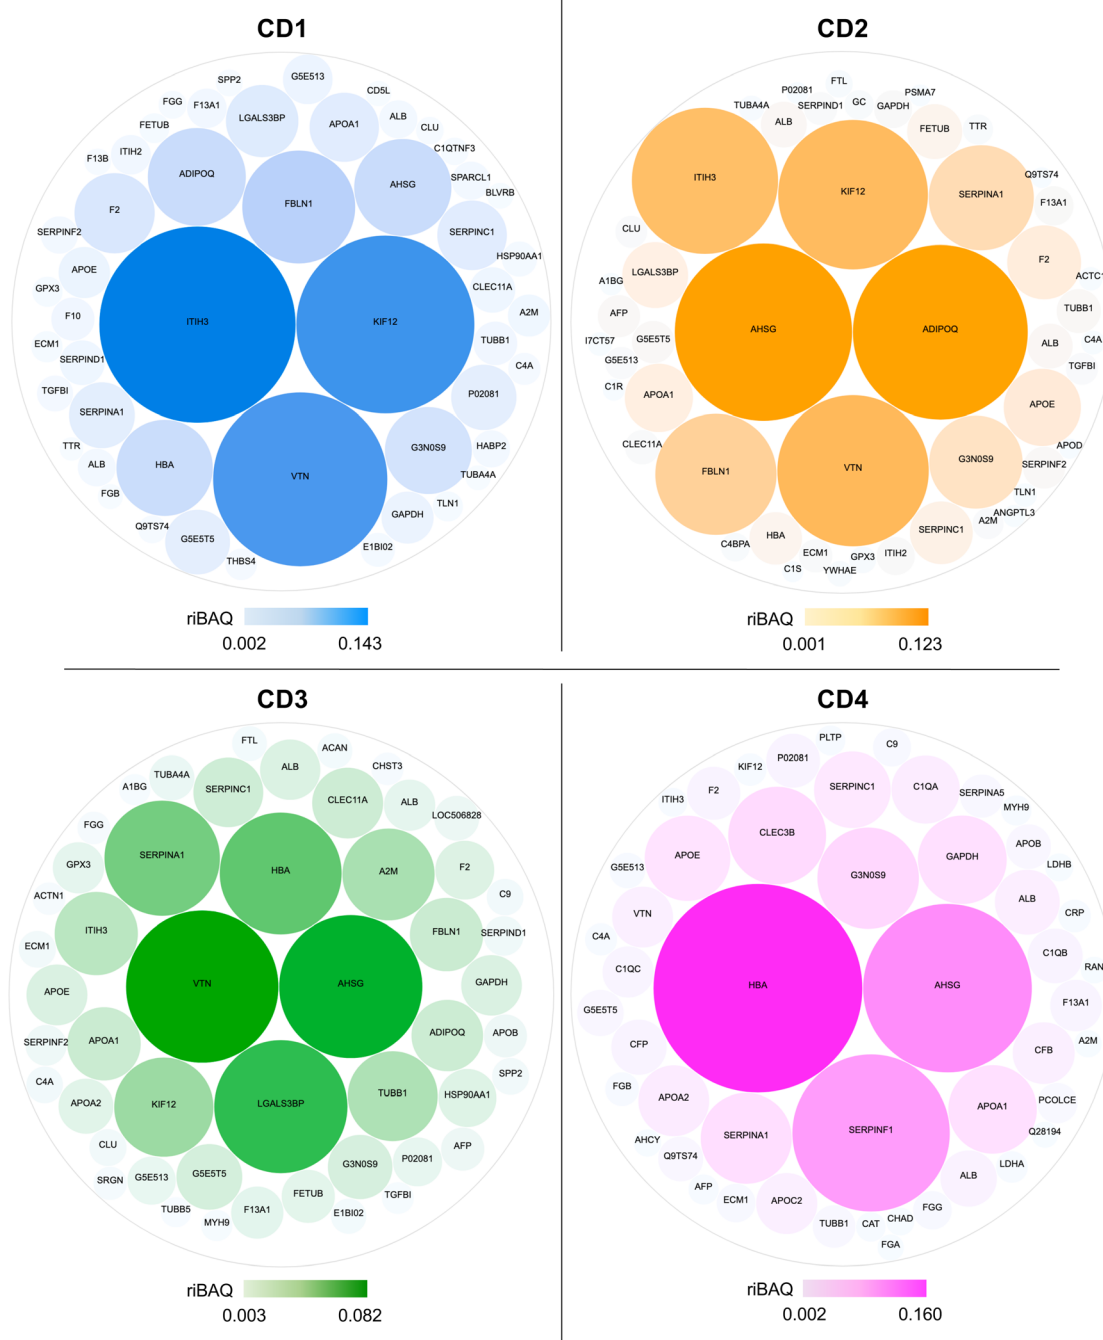 CD1
G5E513
SPP2
CD5L
FGG
F13A1
LGALS3BP
APOA1
ALB
FETUB
CLU
ITIH2
C1QTNF3
F13B
ADIPOQ
AHSG
SPARCL1
BLVRB
FBLN1
F2
SERPINF2
SERPINC1
HSP90AA1
APOE
GPX3
CLEC11A
F10
ITIH3
KIF12
A2M
ECM1
TUBB1
SERPIND1
C4A
TGFBI
P02081
SERPINA1
TTR
G3N0S9
HABP2
ALB
HBA
VTN
TUBA4A
FGB
TLN1
Q9TS74
GAPDH
G5E5T5
E1BI02
THBS4
riBAQ
0.002 0.143
CD2
FTL
P02081
PSMA7
TUBA4A
SERPIND1
GC
GAPDH
ALB
FETUB
TTR
ITIH3
KIF12
SERPINA1
Q9TS74
F13A1
CLU
F2
LGALS3BP
A1BG
ACTC1
AFP
TUBB1
AHSG
ADIPOQ
I7CT57
G5E5T5
ALB
C4A
G5E513
TGFBI
C1R
APOA1
APOE
CLEC11A
APOD
FBLN1
VTN
G3N0S9
SERPINF2
TLN1
ANGPTL3
A2M
SERPINC1
HBA
C4BPA
ECM1
GPX3
ITIH2
C1S
YWHAE
riBAQ
0.001 0.123
CD3
FTL
ACAN
ALB
CHST3
TUBA4A
A1BG
SERPINC1
CLEC11A
ALB
LOC506828
FGG
SERPINA1
HBA
A2M
F2
GPX3
C9
ACTN1
ITIH3
FBLN1
SERPIND1
ECM1
VTN
AHSG
GAPDH
APOE
ADIPOQ
APOB
SERPINF2
APOA1
SPP2
C4A
TUBB1
HSP90AA1
APOA2
KIF12
LGALS3BP
CLU
AFP
P02081
G3N0S9
SRGN
G5E513
G5E5T5
FETUB
TGFBI
TUBB5
F13A1
E1BI02
MYH9
riBAQ
0.003 0.082
CD4
PLTP
C9
P02081
KIF12
F2
SERPINC1
C1QA
SERPINA5
ITIH3
MYH9
CLEC3B
APOB
APOE
GAPDH
LDHB
G5E513
G3N0S9
ALB
CRP
VTN
C4A
C1QB
C1QC
RAN
HBA
AHSG
G5E5T5
F13A1
CFP
CFB
A2M
FGB
APOA2
PCOLCE
APOA1
SERPINF1
Q28194
AHCY
SERPINA1
Q9TS74
LDHA
AFP
ALB
ECM1
APOC2
FGG
TUBB1
CAT
CHAD
FGA
riBAQ
0.002 0.160